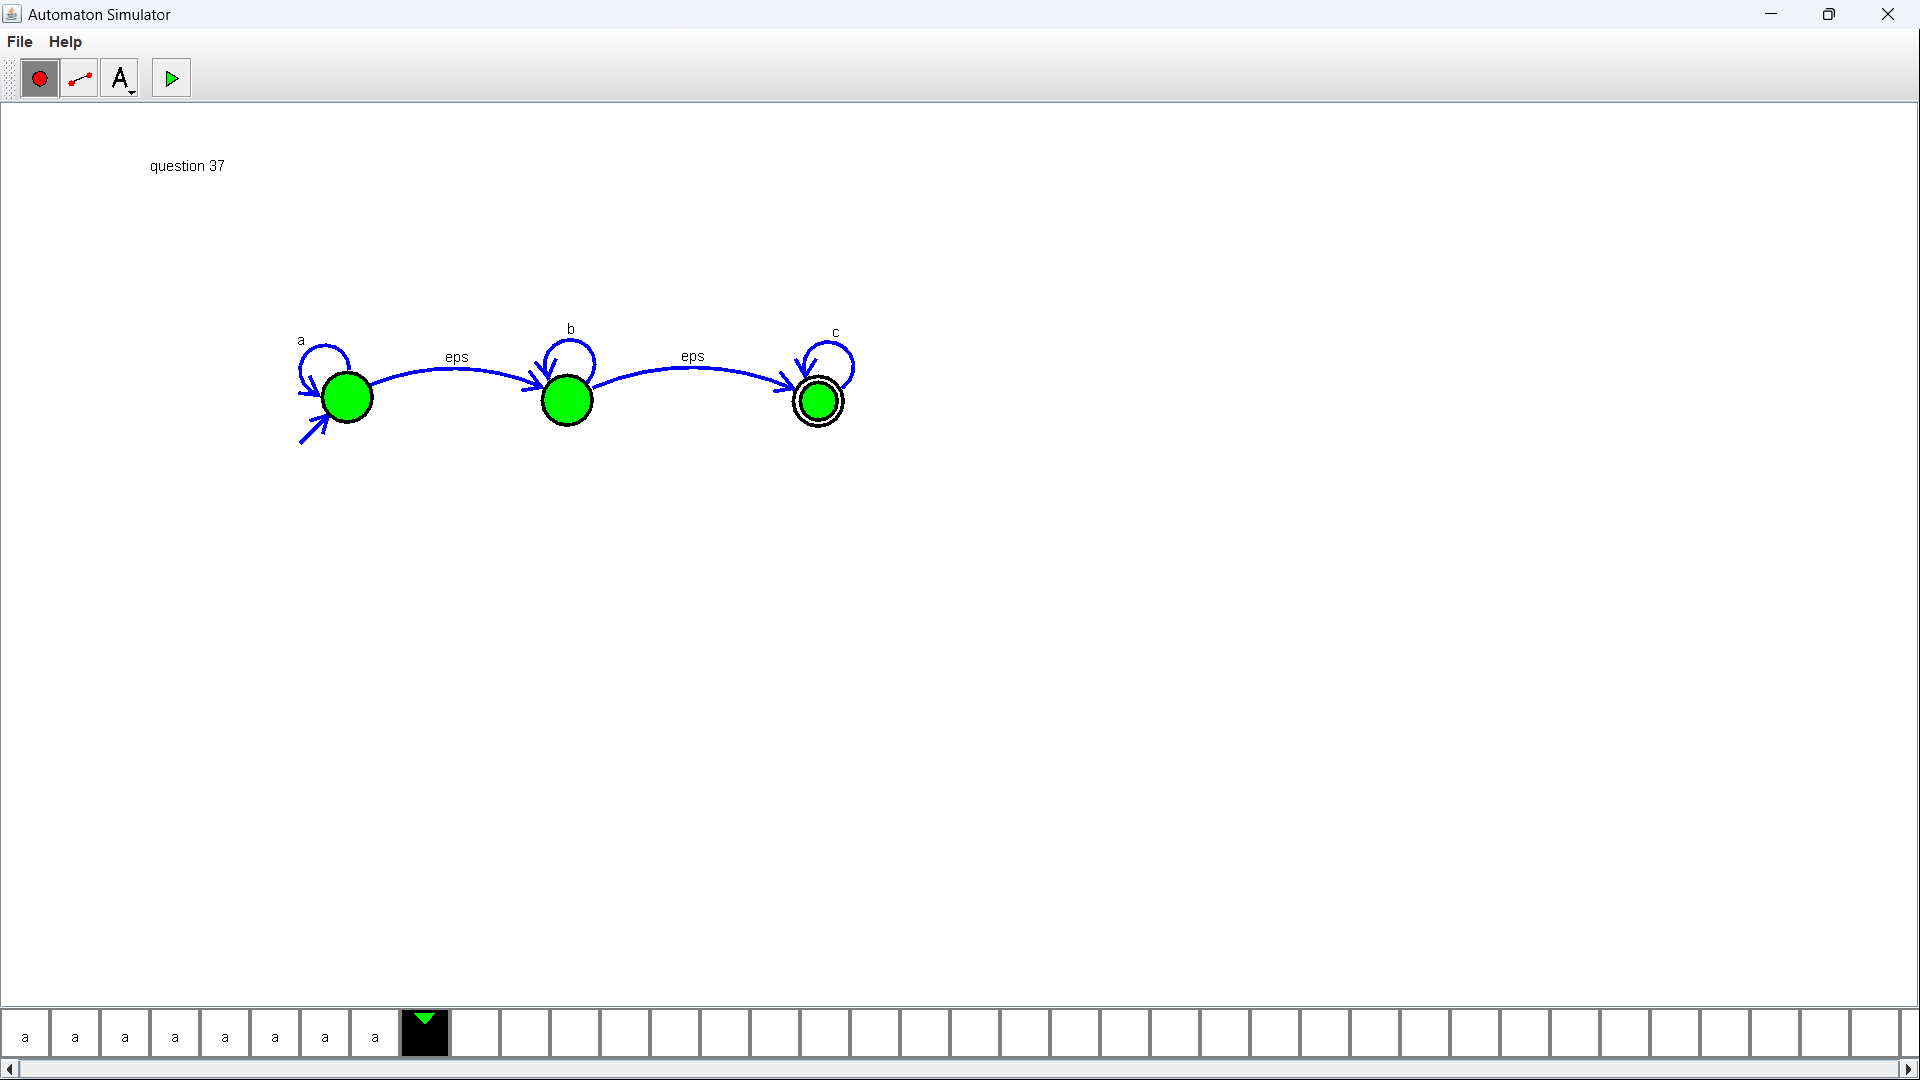 Automaton Simulator
File Help
A
question 37
a
eps
b
eps
c
a a a a a a a a